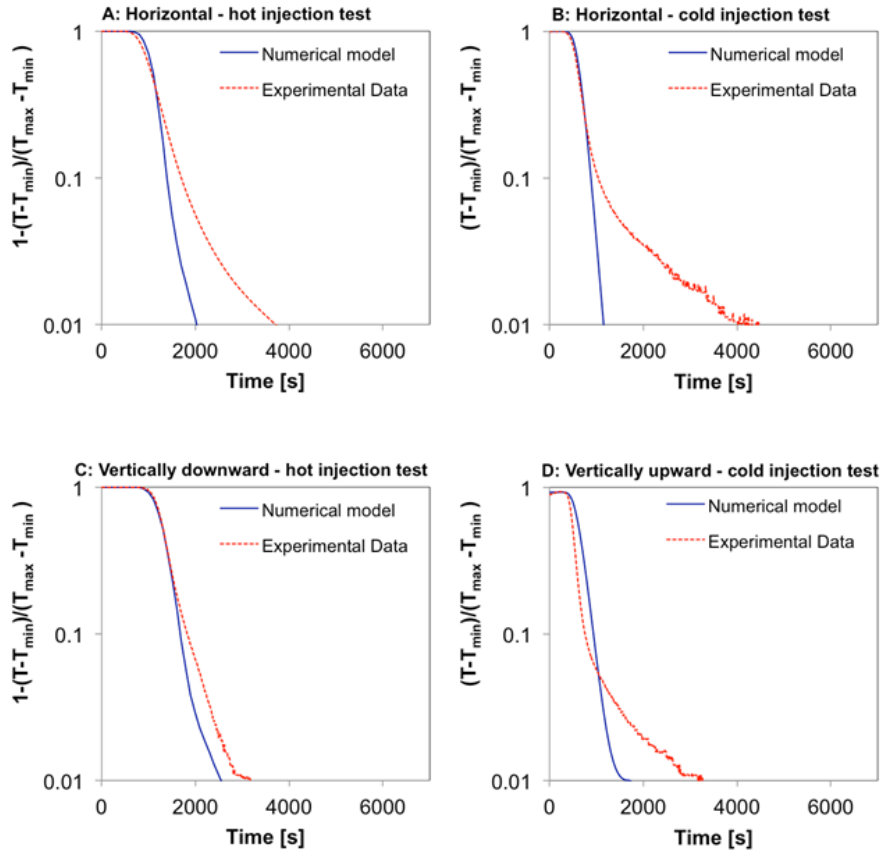 A: Horizontal - hot injection test
1-(T-Tmin)/(Tmax -Tmin )
1
0.1
0.01
Numerical model
Experimental Data
0 2000 4000 6000
Time [s]
B: Horizontal - cold injection test
(T-Tmin)/(Tmax -Tmin )
1
0.1
0.01
Numerical model
Experimental Data
0 2000 4000 6000
Time [s]
C: Vertically downward - hot injection test
1-(T-Tmin)/(Tmax -Tmin )
1
0.1
0.01
Numerical model
Experimental Data
0 2000 4000 6000
Time [s]
D: Vertically upward - cold injection test
(T-Tmin)/(Tmax -Tmin )
1
0.1
0.01
Numerical model
Experimental Data
0 2000 4000 6000
Time [s]